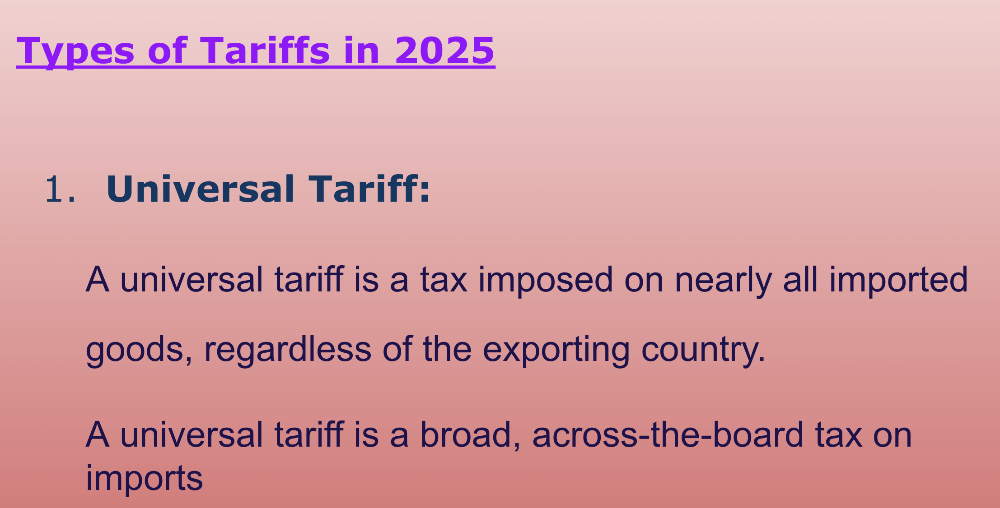 Types of Tariffs in 2025
1. Universal Tariff:
A universal tariff is a tax imposed on nearly all imported
goods, regardless of the exporting country.
A universal tariff is a broad, across-the-board tax on
imports